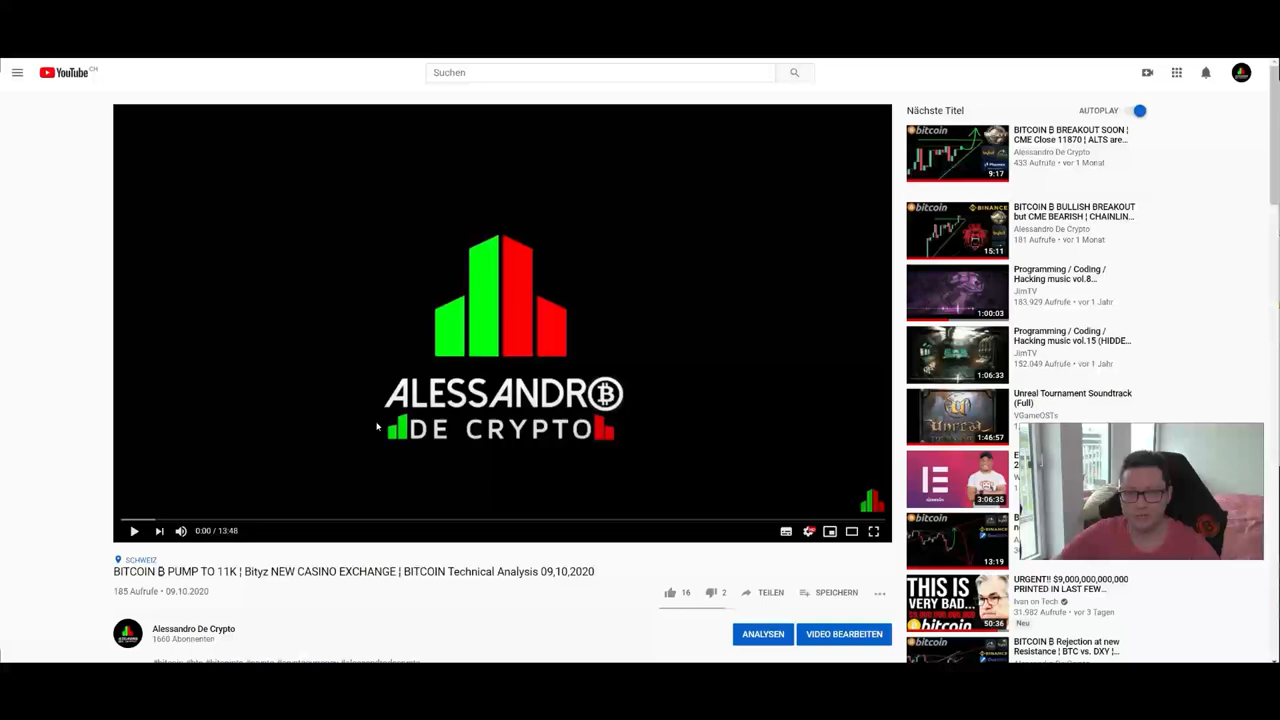 YouTube CH
Suchen
ALESSANDRO
DE CRYPTO
0:00 / 13:48
SCHWEIZ
BITCOIN ₿ PUMP TO 11K ¦ Bityz NEW CASINO EXCHANGE | BITCOIN Technical Analysis 09,10,2020
185 Aufrufe • 09.10.2020
16
2
TEILEN
SPEICHERN
Alessandro De Crypto
1660 Abonnenten
ANALYSEN
VIDEO BEARBEITEN
Nächste Titel
AUTOPLAY
bitcoin
9:17
BITCOIN ₿ BREAKOUT SOON ¦
CME Close 11870 ¦ ALTS are...
Alessandro De Crypto
433 Aufrufe • vor 1 Monat
bitcoin
BINANCE
15:11
BITCOIN ₿ BULLISH BREAKOUT
but CME BEARISH ¦ CHAINLIN...
Alessandro De Crypto
181 Aufrufe • vor 1 Monat
1:00:03
Programming / Coding /
Hacking music vol.8...
JimTV
183.929 Aufrufe • vor 1 Jahr
1:06:33
Programming / Coding /
Hacking music vol.15 (HIDDE...
JimTV
152.049 Aufrufe • vor 1 Jahr
1:46:57
Unreal Tournament Soundtrack
(Full)
VGameOSTs
3:06:35
13:19
THIS IS
VERY BAD...
bitcoin
50:36
URGENT!! $9,000,000,000,000
PRINTED IN LAST FEW...
Ivan on Tech
31.982 Aufrufe • vor 3 Tagen
Neu
bitcoin
BITCOIN ₿ Rejection at new
Resistance ¦ BTC vs. DXY ¦...